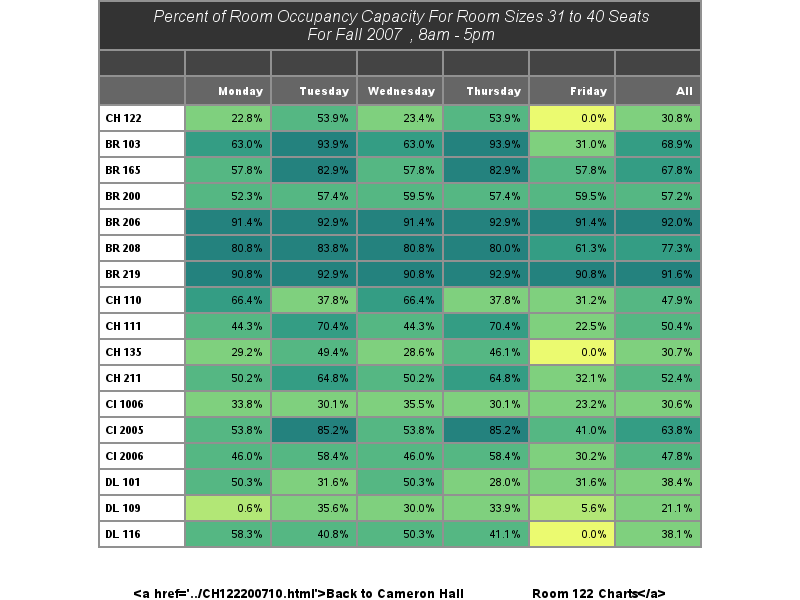 Percent of Room Occupancy Capacity For Room Sizes 31 to 40 Seats
For Fall 2007 , 8am - 5pm
Monday Tuesday Wednesday Thursday Friday All
CH 122 22.8% 53.9% 23.4% 53.9% 0.0% 30.8%
BR 103 63.0% 93.9% 63.0% 93.9% 31.0% 68.9%
BR 165 57.8% 82.9% 57.8% 82.9% 57.8% 67.8%
BR 200 52.3% 57.4% 59.5% 57.4% 59.5% 57.2%
BR 206 91.4% 92.9% 91.4% 92.9% 91.4% 92.0%
BR 208 80.8% 83.8% 80.8% 80.0% 61.3% 77.3%
BR 219 90.8% 92.9% 90.8% 92.9% 90.8% 91.6%
CH 110 66.4% 37.8% 66.4% 37.8% 31.2% 47.9%
CH 111 44.3% 70.4% 44.3% 70.4% 22.5% 50.4%
CH 135 29.2% 49.4% 28.6% 46.1% 0.0% 30.7%
CH 211 50.2% 64.8% 50.2% 64.8% 32.1% 52.4%
CI 1006 33.8% 30.1% 35.5% 30.1% 23.2% 30.6%
CI 2005 53.8% 85.2% 53.8% 85.2% 41.0% 63.8%
CI 2006 46.0% 58.4% 46.0% 58.4% 30.2% 47.8%
DL 101 50.3% 31.6% 50.3% 28.0% 31.6% 38.4%
DL 109 0.6% 35.6% 30.0% 33.9% 5.6% 21.1%
DL 116 58.3% 40.8% 50.3% 41.1% 0.0% 38.1%
<a href='../CH122200710.html'>Back to Cameron Hall Room 122 Charts</a>